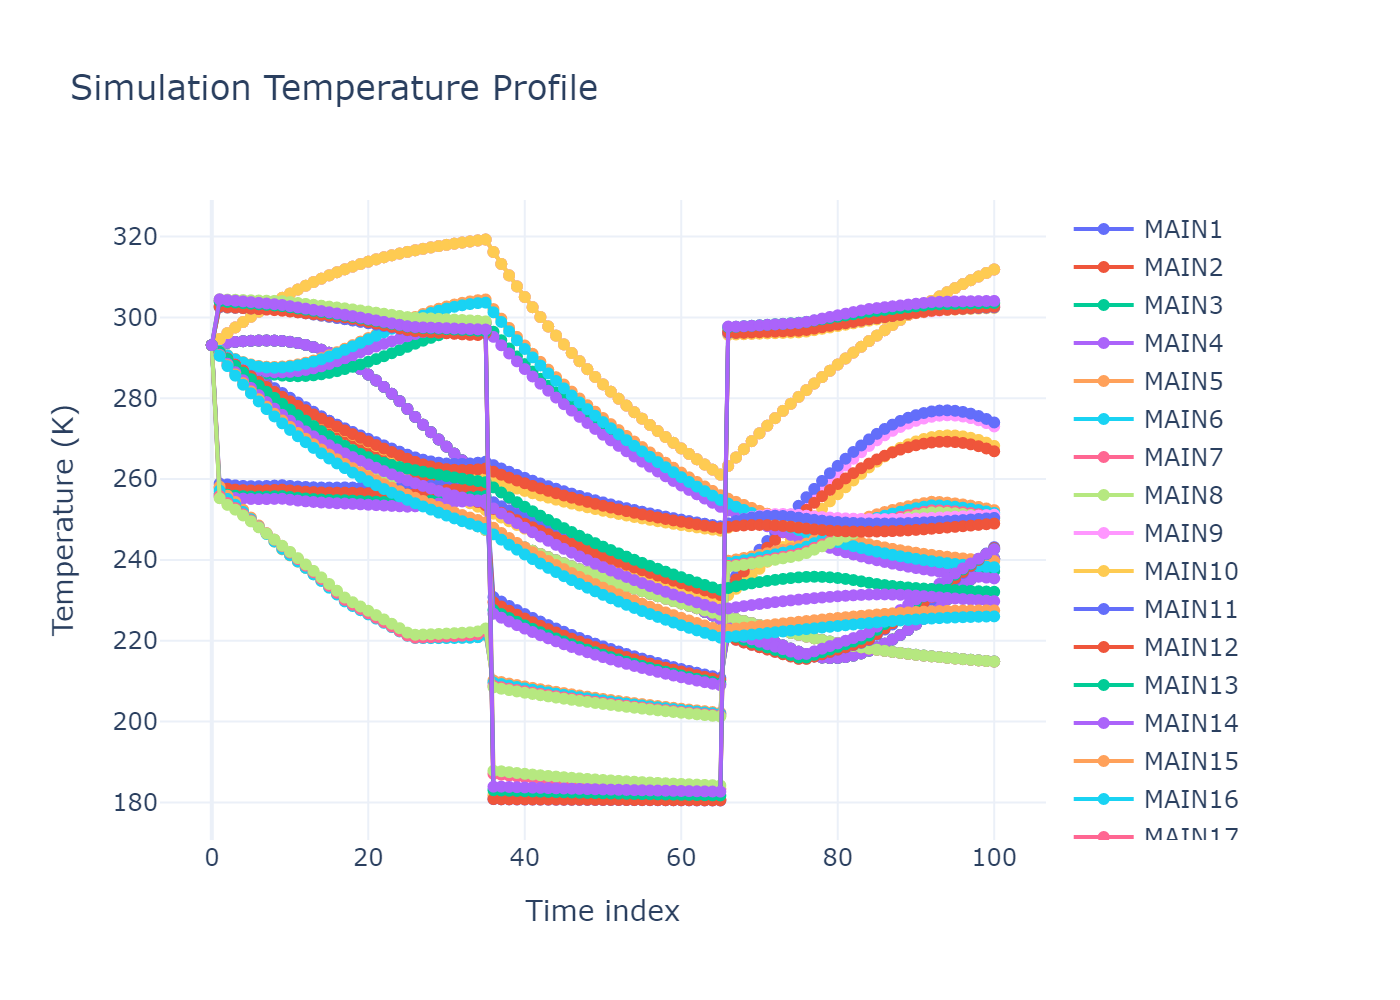 Simulation Temperature Profile
Temperature (K)
320
300
280
260
240
220
200
180
0 20 40 60 80 100
Time index
MAIN1
MAIN2
MAIN3
MAIN4
MAIN5
MAIN6
MAIN7
MAIN8
MAIN9
MAIN10
MAIN11
MAIN12
MAIN13
MAIN14
MAIN15
MAIN16
MAIN17